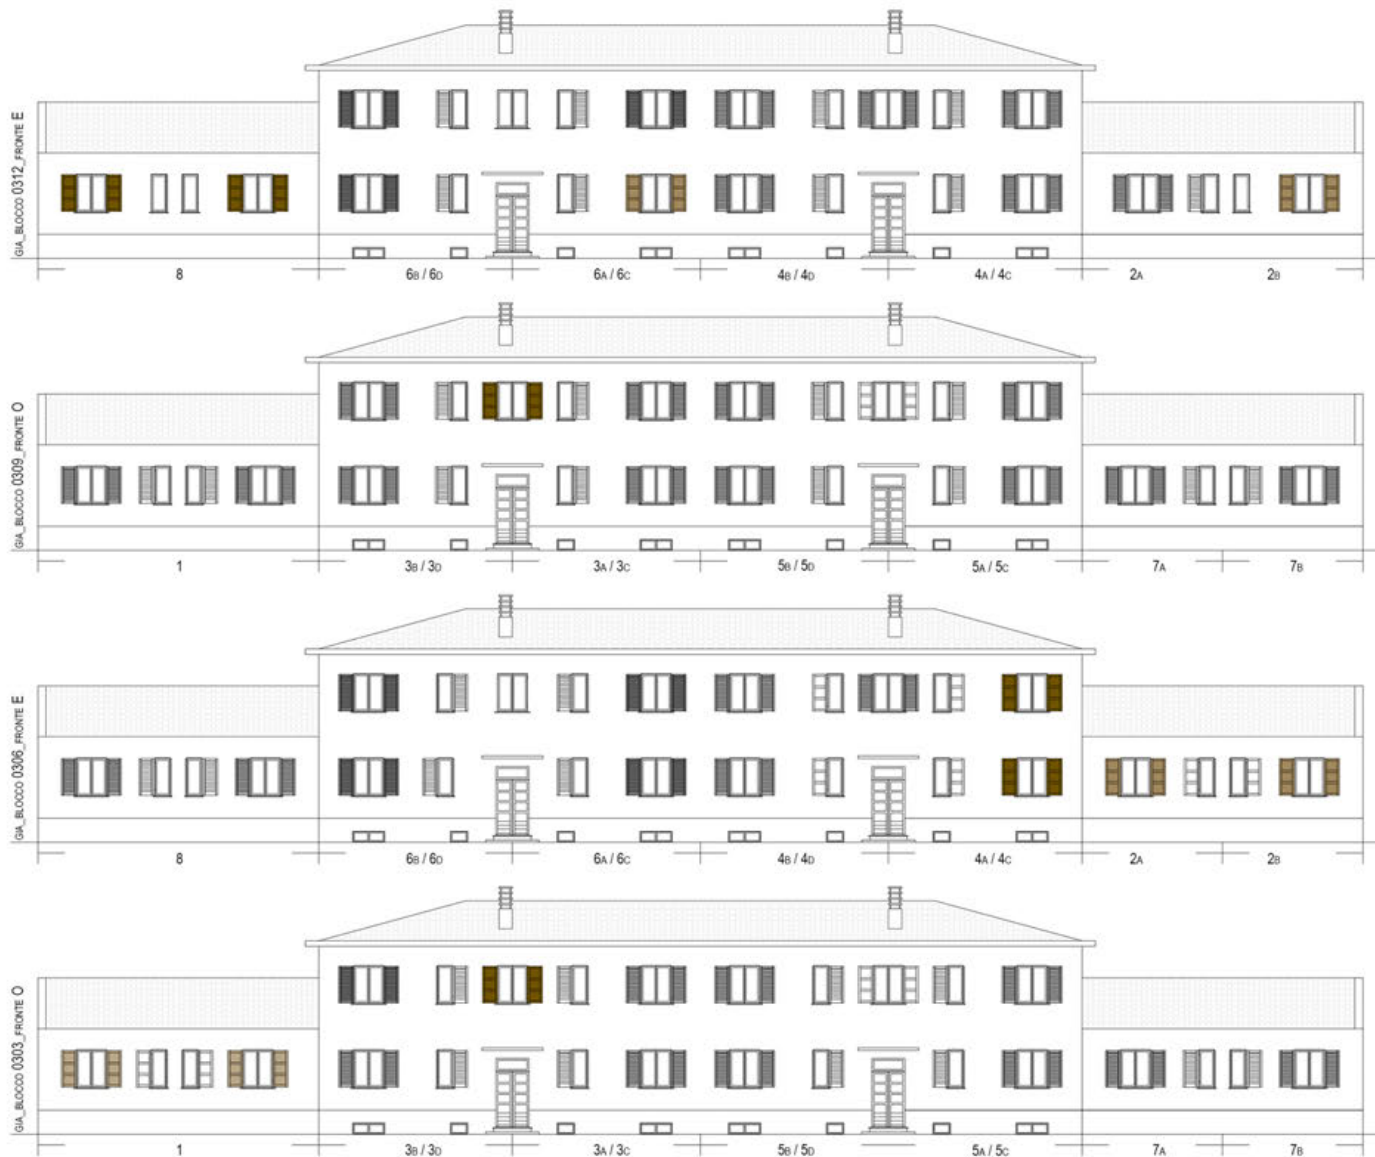 GIA_BLOCCO 0312_FRONTE E
8 6B / 6D 6A / 6C 4B / 4D 4A / 4C 2A 2B
GIA_BLOCCO 0309_FRONTE O
1 3B / 3D 3A / 3C 5B / 5D 5A / 5C 7A 7B
GIA_BLOCCO 0306_FRONTE E
8 6B / 6D 6A / 6C 4B / 4D 4A / 4C 2A 2B
GIA_BLOCCO 0303_FRONTE O
1 3B / 3D 3A / 3C 5B / 5D 5A / 5C 7A 7B